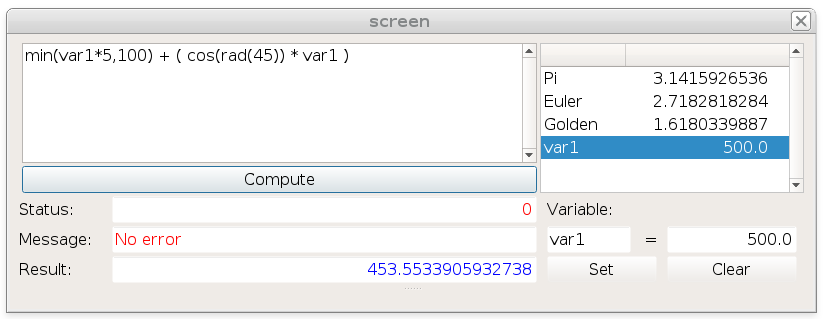 screen
min(var1*5,100) + ( cos(rad(45)) * var1 )
Pi 3.1415926536
Euler 2.7182818284
Golden 1.6180339887
var1 500.0
Compute
Status: 0
Variable:
Message: No error
var1 = 500.0
Result: 453.5533905932738
Set Clear